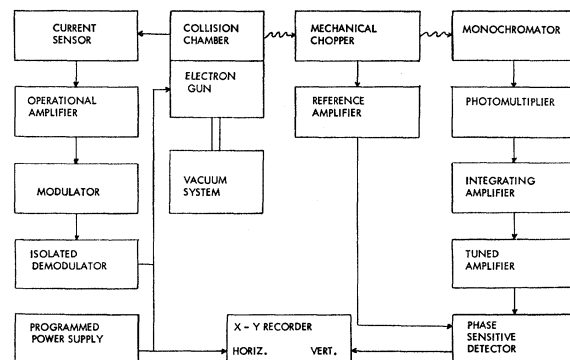 CURRENT
SENSOR
COLLISION
CHAMBER
MECHANICAL
CHOPPER
MONOCHROMATOR
ELECTRON
GUN
OPERATIONAL
AMPLIFIER
REFERENCE
AMPLIFIER
PHOTOMULTIPLIER
VACUUM
SYSTEM
MODULATOR
INTEGRATING
AMPLIFIER
ISOLATED
DEMODULATOR
TUNED
AMPLIFIER
PROGRAMMED
POWER SUPPLY
X - Y RECORDER
HORIZ. VERT.
PHASE
SENSITIVE
DETECTOR